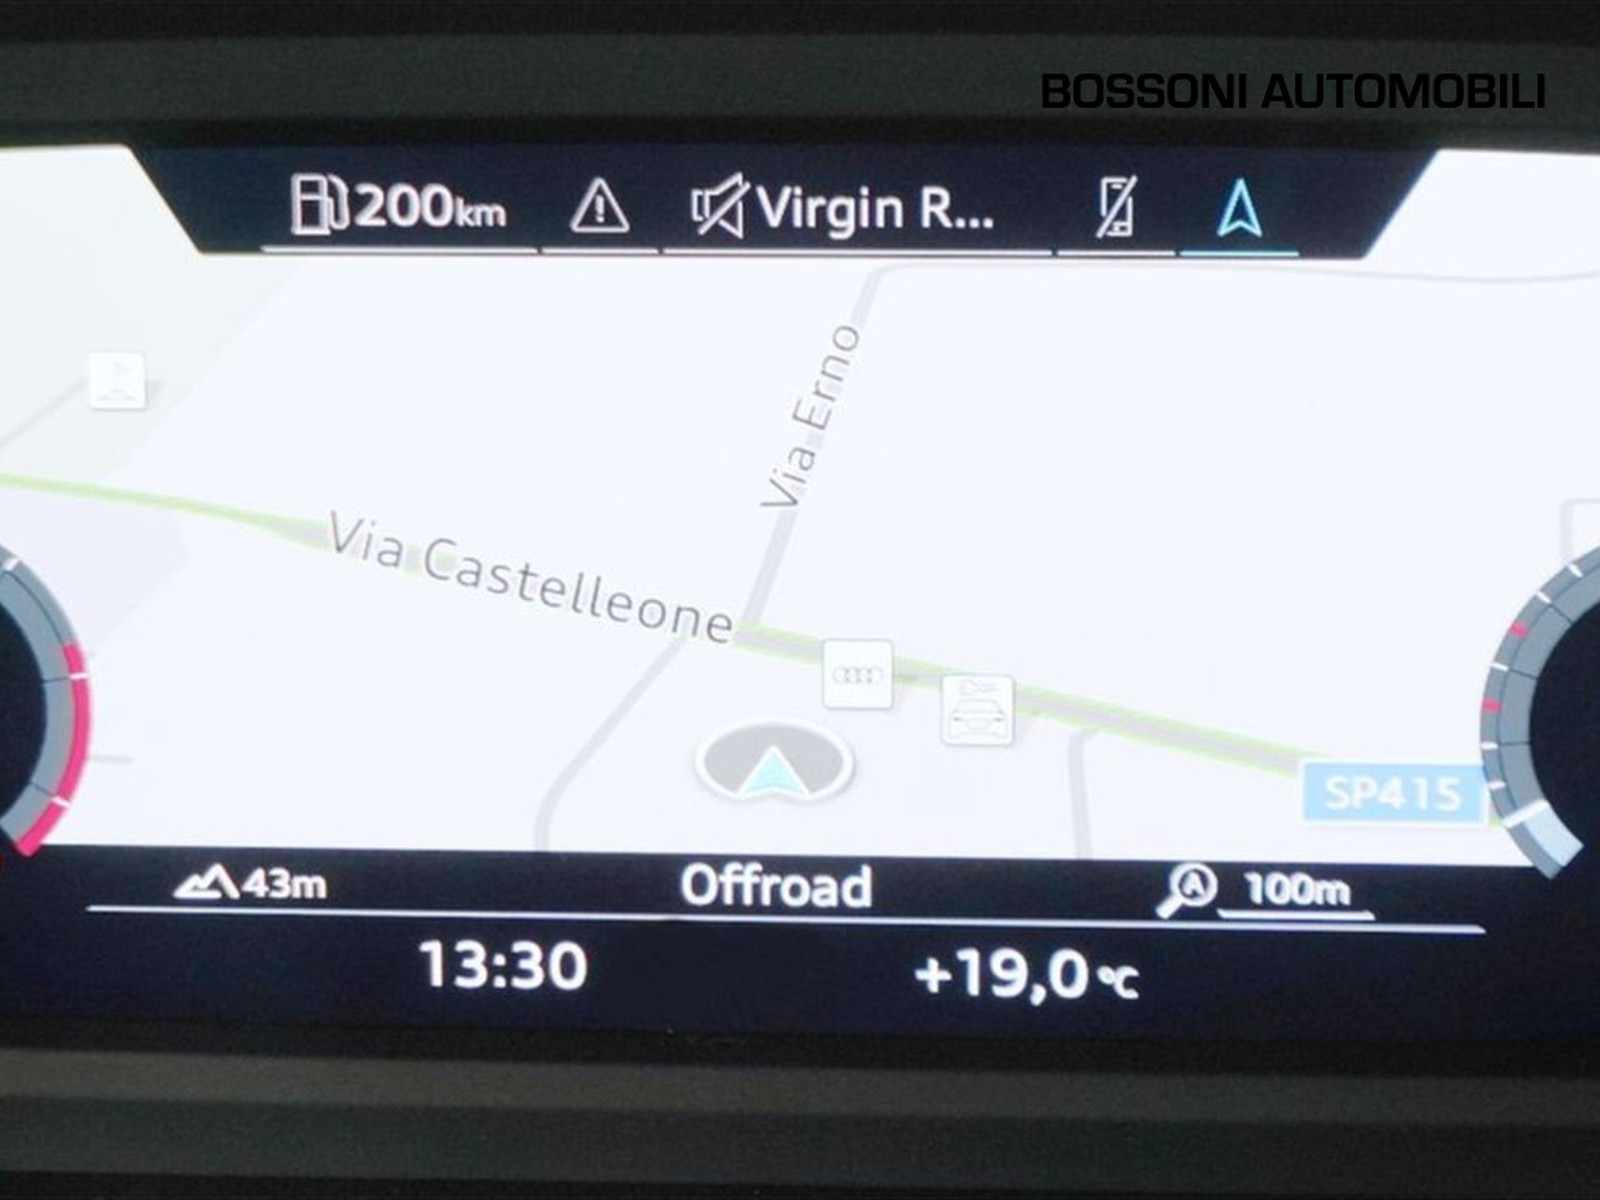 BOSSONI AUTOMOBILI
200km
Virgin R...
Via Erno
Via Castelleone
SP415
43m
Offroad
A
100m
13:30
+19,0°C